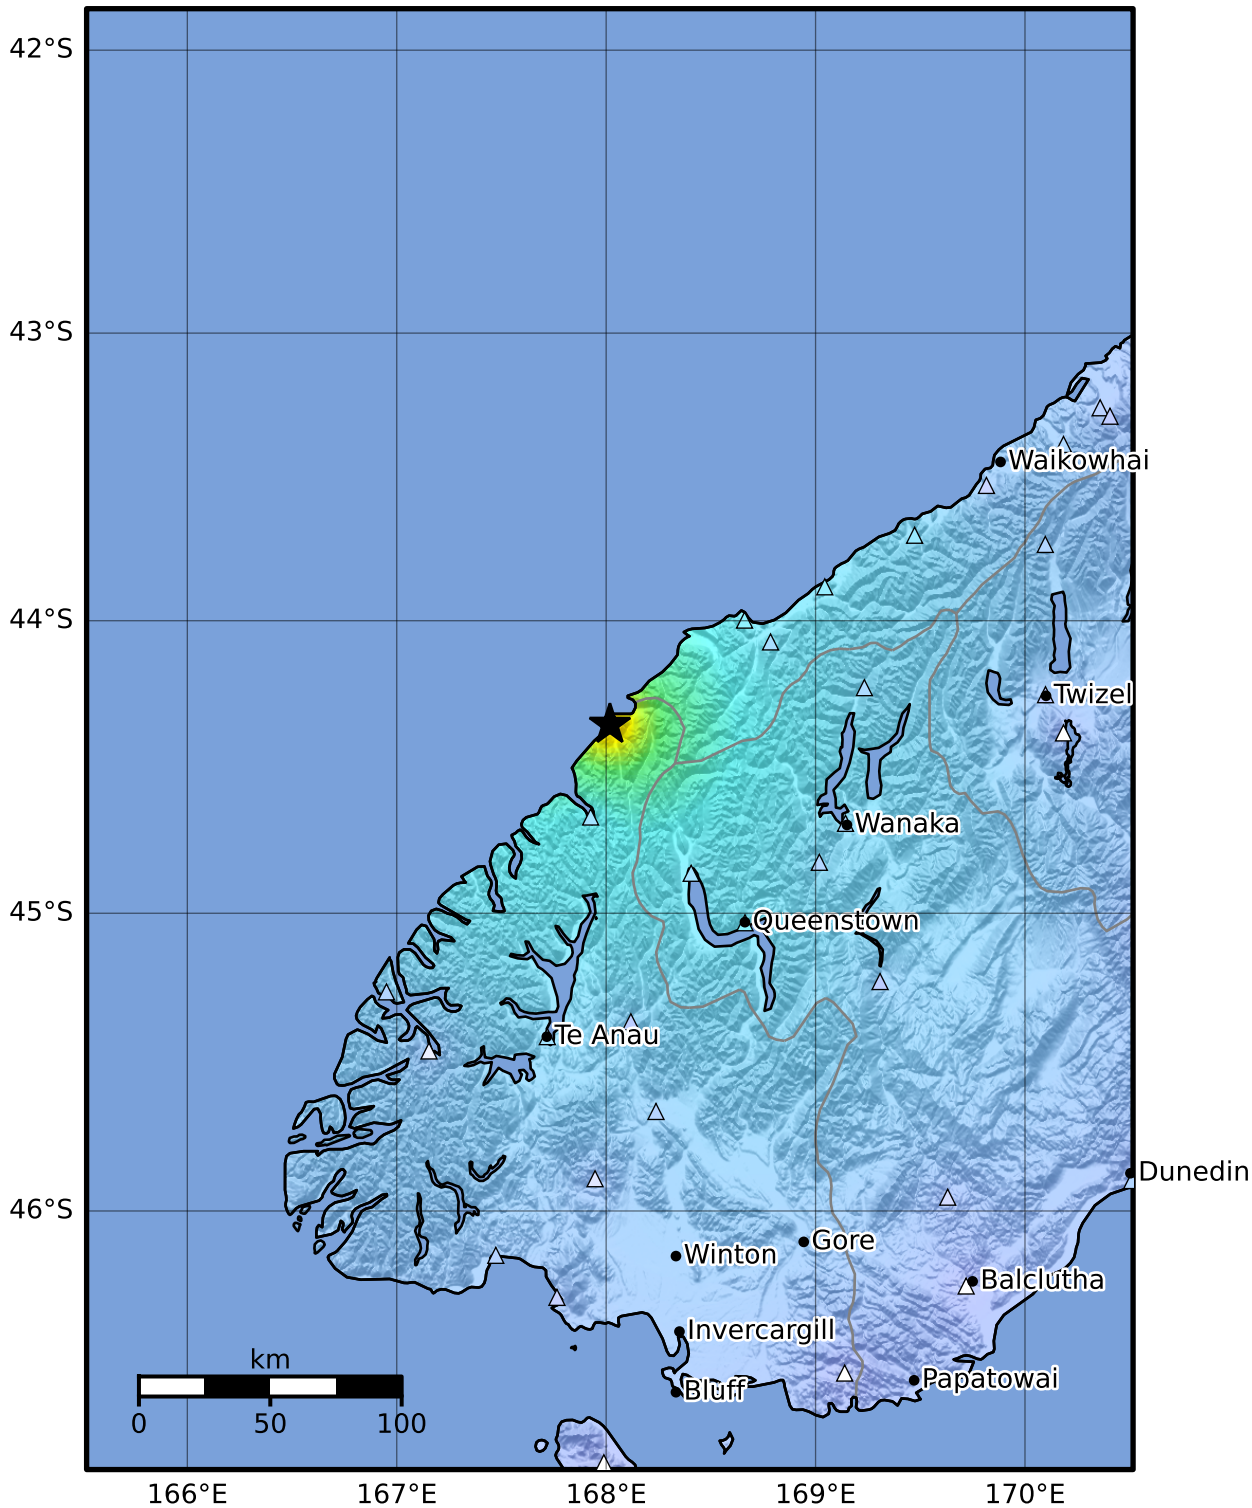 42°S
43°S
Waikowhai
44°S
Twizel
Wanaka
45°S
Queenstown
Te Anau
Dunedin
46°S
Gore
Winton
Balclutha
Invercargill
km
Papatowai
Bluff
0 50 100
166°E 167°E 168°E 169°E 170°E